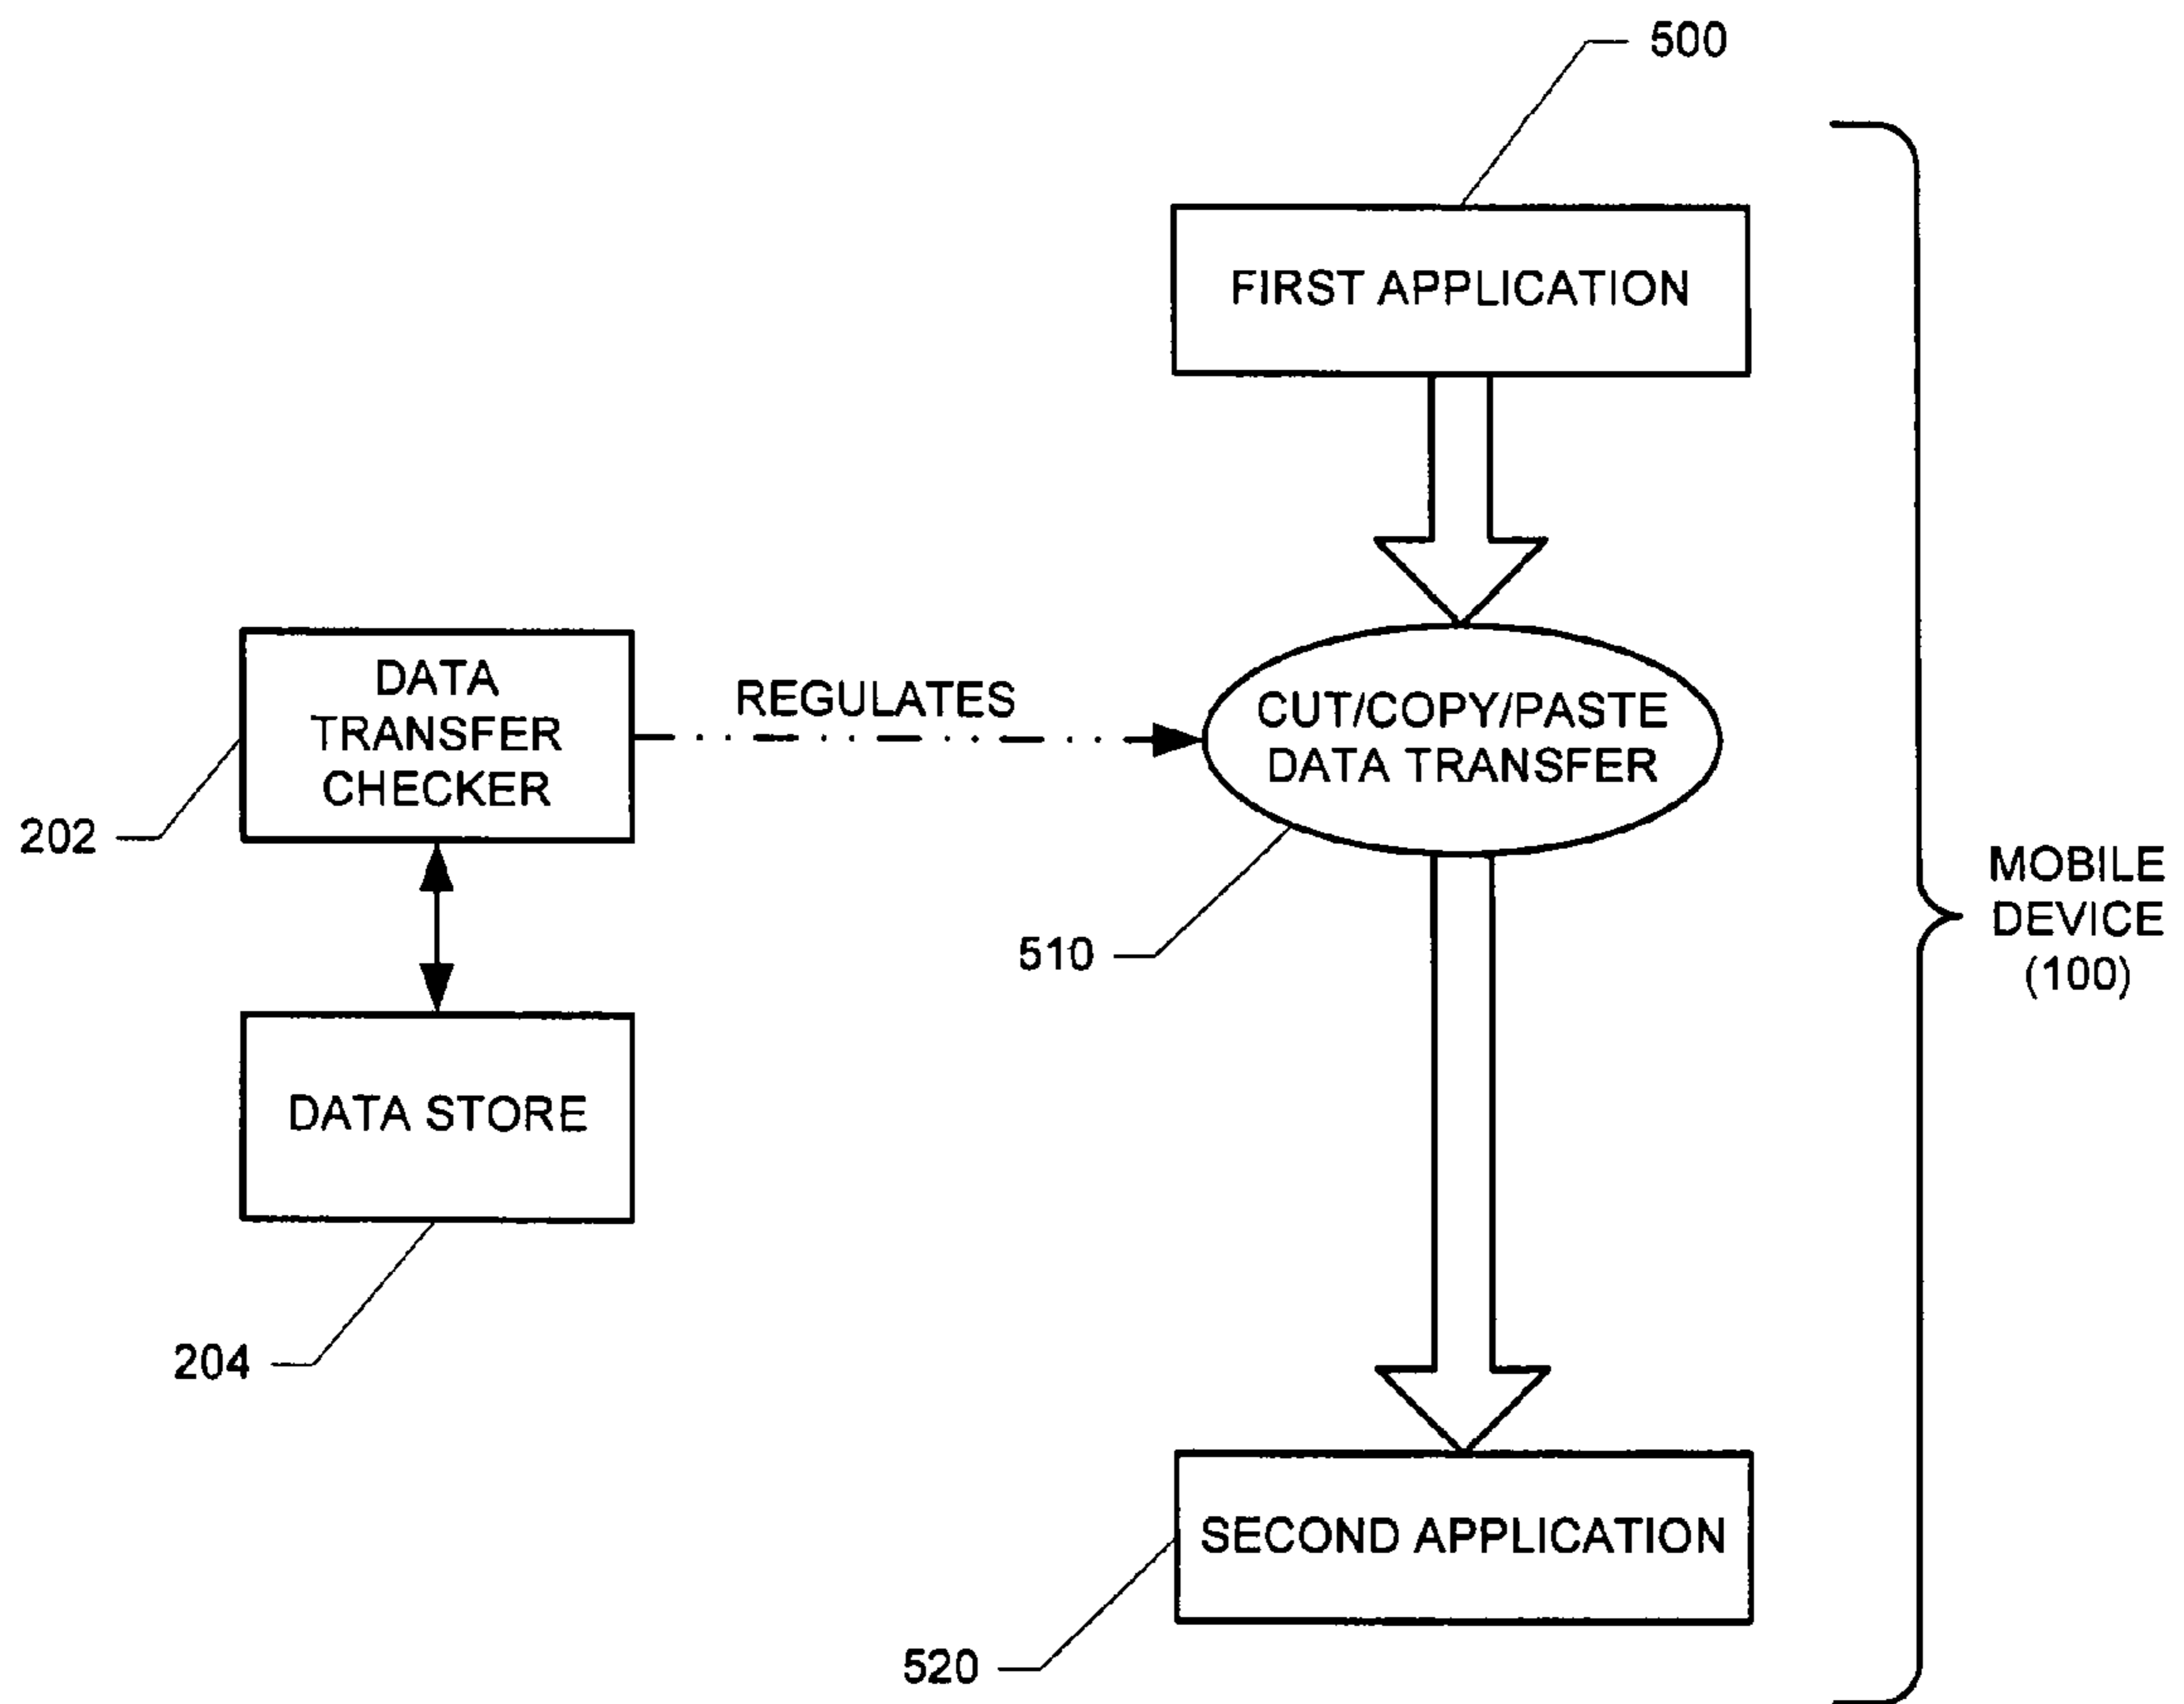 500
FIRST APPLICATION
DATA
TRANSFER
CHECKER
REGULATES
CUT/COPY/PASTE
DATA TRANSFER
202
510
MOBILE
DEVICE
(100)
DATA STORE
204
SECOND APPLICATION
520